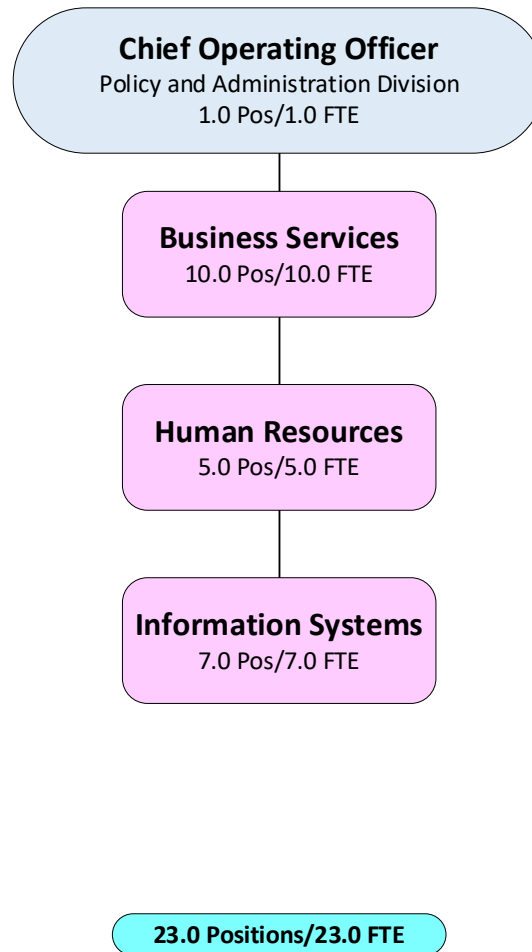 Chief Operating Officer
Policy and Administration Division
1.0 Pos/1.0 FTE
Business Services
10.0 Pos/10.0 FTE
Human Resources
5.0 Pos/5.0 FTE
Information Systems
7.0 Pos/7.0 FTE
23.0 Positions/23.0 FTE